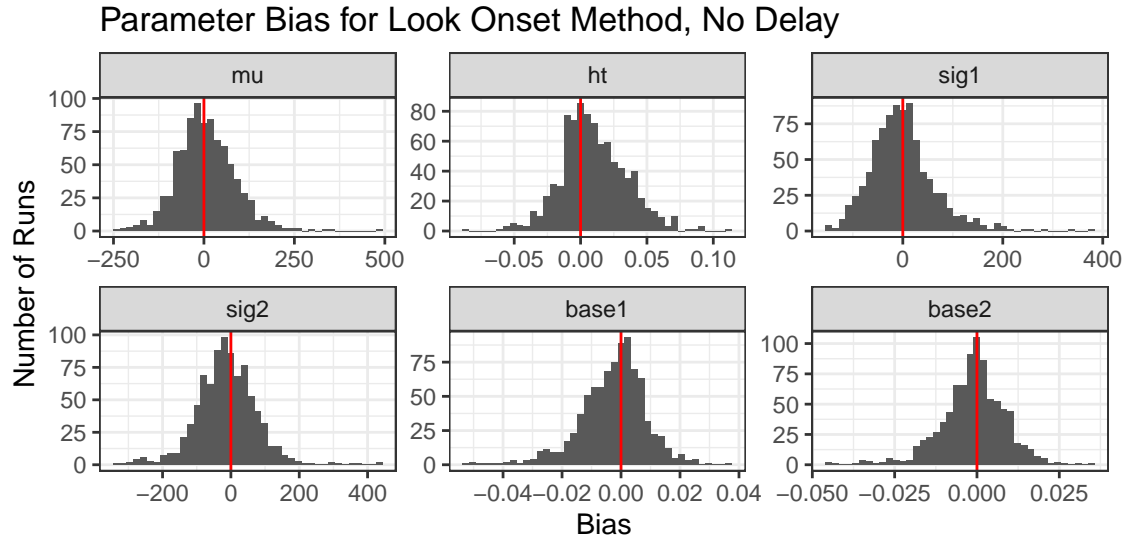 Parameter Bias for Look Onset Method, No Delay
mu
ht
sig1
100
75
50
25
0
80
60
40
20
0
75
50
25
0
−250 0 250 500
−0.05 0.00 0.05 0.10
0 200 400
sig2
base1
base2
100
75
50
25
0
75
50
25
0
100
75
50
25
0
−200 0 200 400
−0.04 −0.02 0.00 0.02 0.04
−0.050 −0.025 0.000 0.025
Number of Runs
Bias